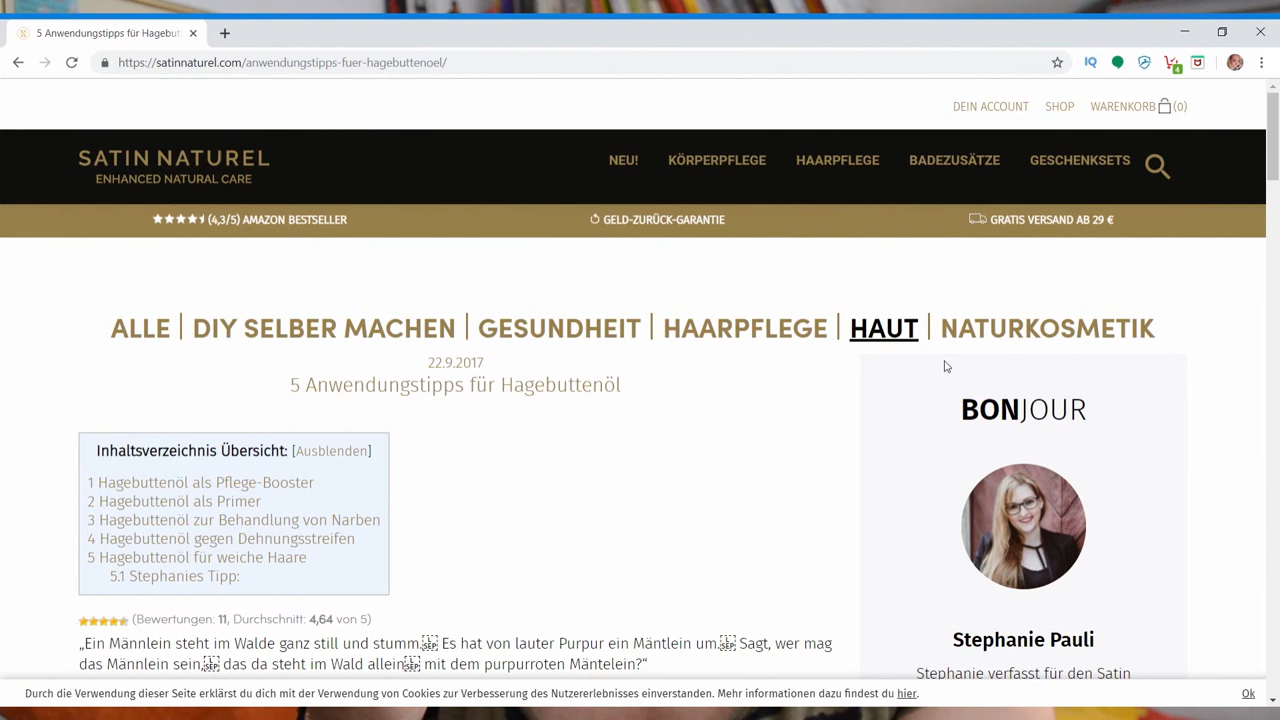 5 Anwendungstipps für Hagebut
https://satinnaturel.com/anwendungstipps-fuer-hagebuttenoel/
IQ
4
DEIN ACCOUNT SHOP WARENKORB (0)
SATIN NATUREL
ENHANCED NATURAL CARE
NEU! KÖRPERPFLEGE HAARPFLEGE BADEZUSÄTZE GESCHENKSETS
(4,3/5) AMAZON BESTSELLER GELD-ZURÜCK-GARANTIE GRATIS VERSAND AB 29 €
ALLE | DIY SELBER MACHEN | GESUNDHEIT | HAARPFLEGE | HAUT | NATURKOSMETIK
22.9.2017
5 Anwendungstipps für Hagebuttenöl
Inhaltsverzeichnis Übersicht: [Ausblenden]
1 Hagebuttenöl als Pflege-Booster
2 Hagebuttenöl als Primer
3 Hagebuttenöl zur Behandlung von Narben
4 Hagebuttenöl gegen Dehnungsstreifen
5 Hagebuttenöl für weiche Haare
5.1 Stephanies Tipp:
(Bewertungen: 11, Durchschnitt: 4,64 von 5)
„Ein Männlein steht im Walde ganz still und stumm. Es hat von lauter Purpur ein Mäntlein um. Sagt, wer mag
das Männlein sein, das da steht im Wald allein mit dem purpurroten Mäntelein?“
BONJOUR
Stephanie Pauli
Stephanie verfasst für den Satin
Durch die Verwendung dieser Seite erklärst du dich mit der Verwendung von Cookies zur Verbesserung des Nutzererlebnisses einverstanden. Mehr informationen dazu findest du hier. Ok